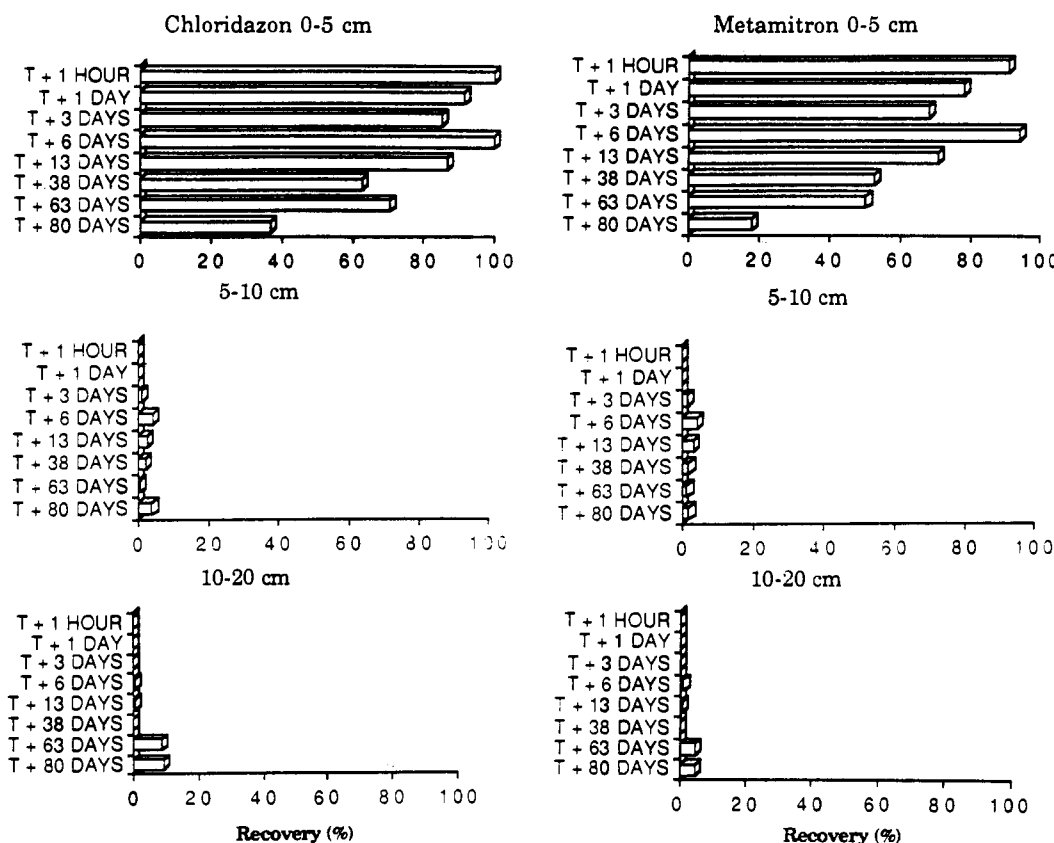 Chloridazon 0-5 cm
T + 1 HOUR
T + 1 DAY
T + 3 DAYS
T + 6 DAYS
T + 13 DAYS
T + 38 DAYS
T + 63 DAYS
T + 80 DAYS
0 20 40 60 80 100
5-10 cm
T + 1 HOUR
T + 1 DAY
T + 3 DAYS
T + 6 DAYS
T + 13 DAYS
T + 38 DAYS
T + 63 DAYS
T + 80 DAYS
0 20 40 60 80 100
10-20 cm
T + 1 HOUR
T + 1 DAY
T + 3 DAYS
T + 6 DAYS
T + 13 DAYS
T + 38 DAYS
T + 63 DAYS
T + 80 DAYS
0 20 40 60 80 100
Recovery (%)
Metamitron 0-5 cm
T + 1 HOUR
T + 1 DAY
T + 3 DAYS
T + 6 DAYS
T + 13 DAYS
T + 38 DAYS
T + 63 DAYS
T + 80 DAYS
0 20 40 60 80 100
5-10 cm
T + 1 HOUR
T + 1 DAY
T + 3 DAYS
T + 6 DAYS
T + 13 DAYS
T + 38 DAYS
T + 63 DAYS
T + 80 DAYS
0 20 40 60 80 100
10-20 cm
T + 1 HOUR
T + 1 DAY
T + 3 DAYS
T + 6 DAYS
T + 13 DAYS
T + 38 DAYS
T + 63 DAYS
T + 80 DAYS
0 20 40 60 80 100
Recovery (%)